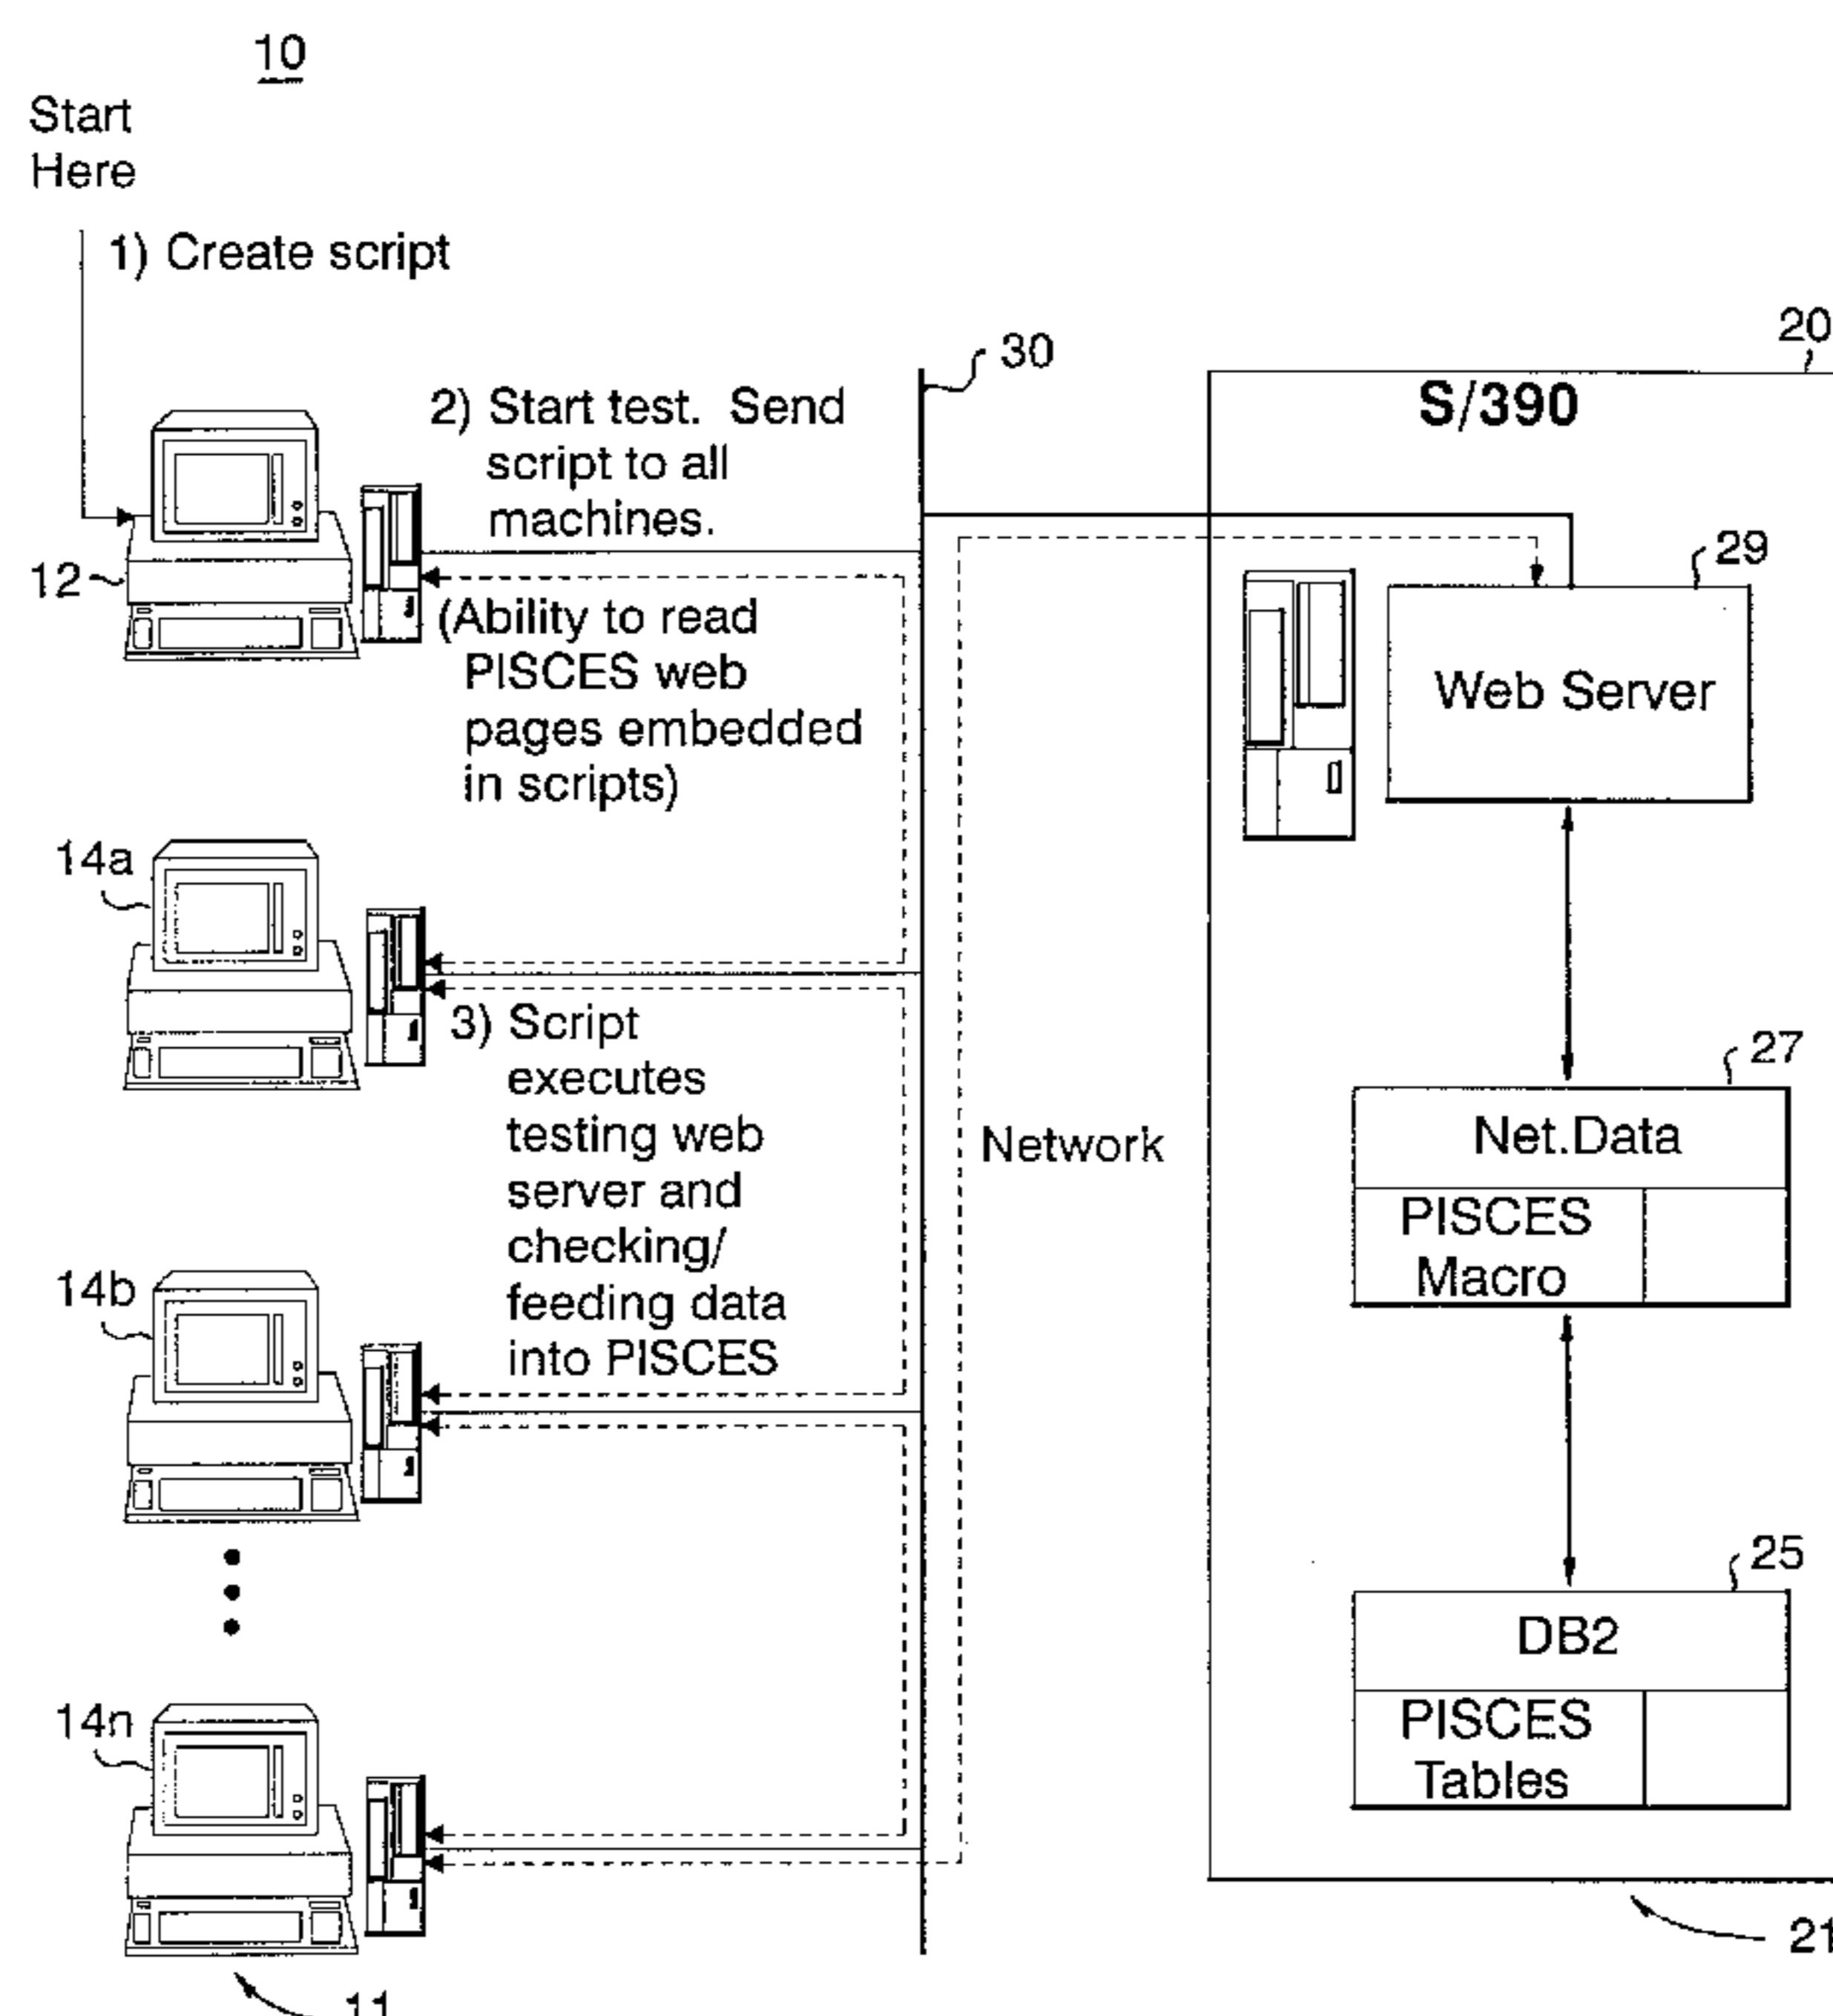 10
Start
Here
1) Create script
20
30
S/390
2) Start test. Send
script to all
machines.
12
29
(Ability to read
PISCES web
pages embedded
in scripts)
Web Server
14a
3) Script
executes
testing web
server and
checking/
feeding data
into PISCES
Network
27
Net.Data
PISCES
Macro
14b
25
DB2
PISCES
Tables
14n
21
11